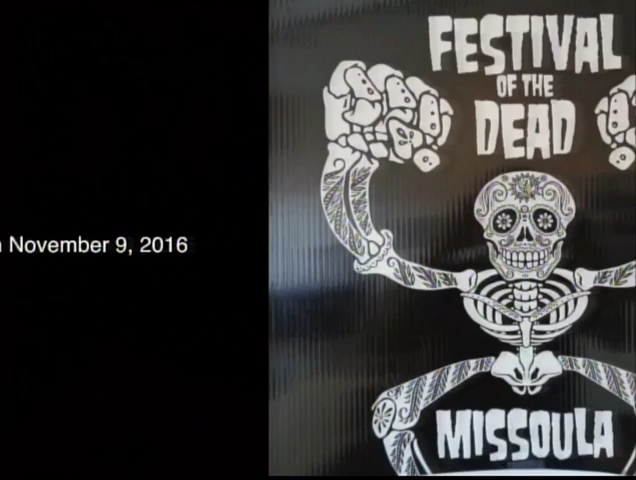 November 9, 2016
FESTIVAL
OF THE
DEAD
MISSOULA